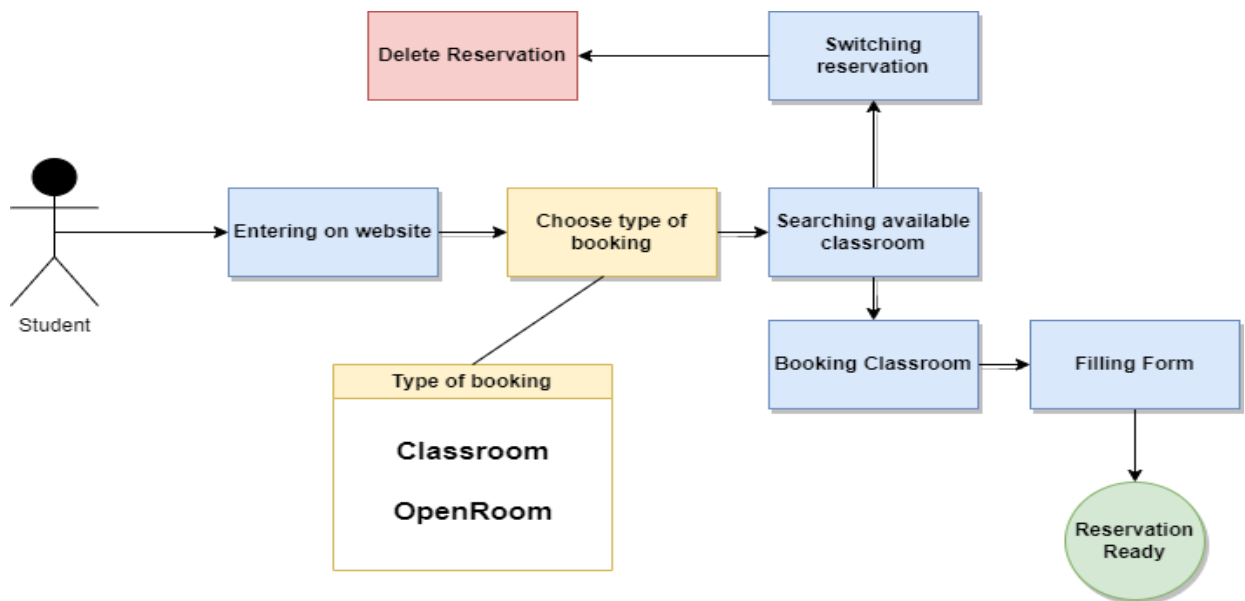 Delete Reservation
Switching
reservation
Student
Entering on website
Choose type of
booking
Searching available
classroom
Type of booking
Classroom
OpenRoom
Booking Classroom
Filling Form
Reservation
Ready